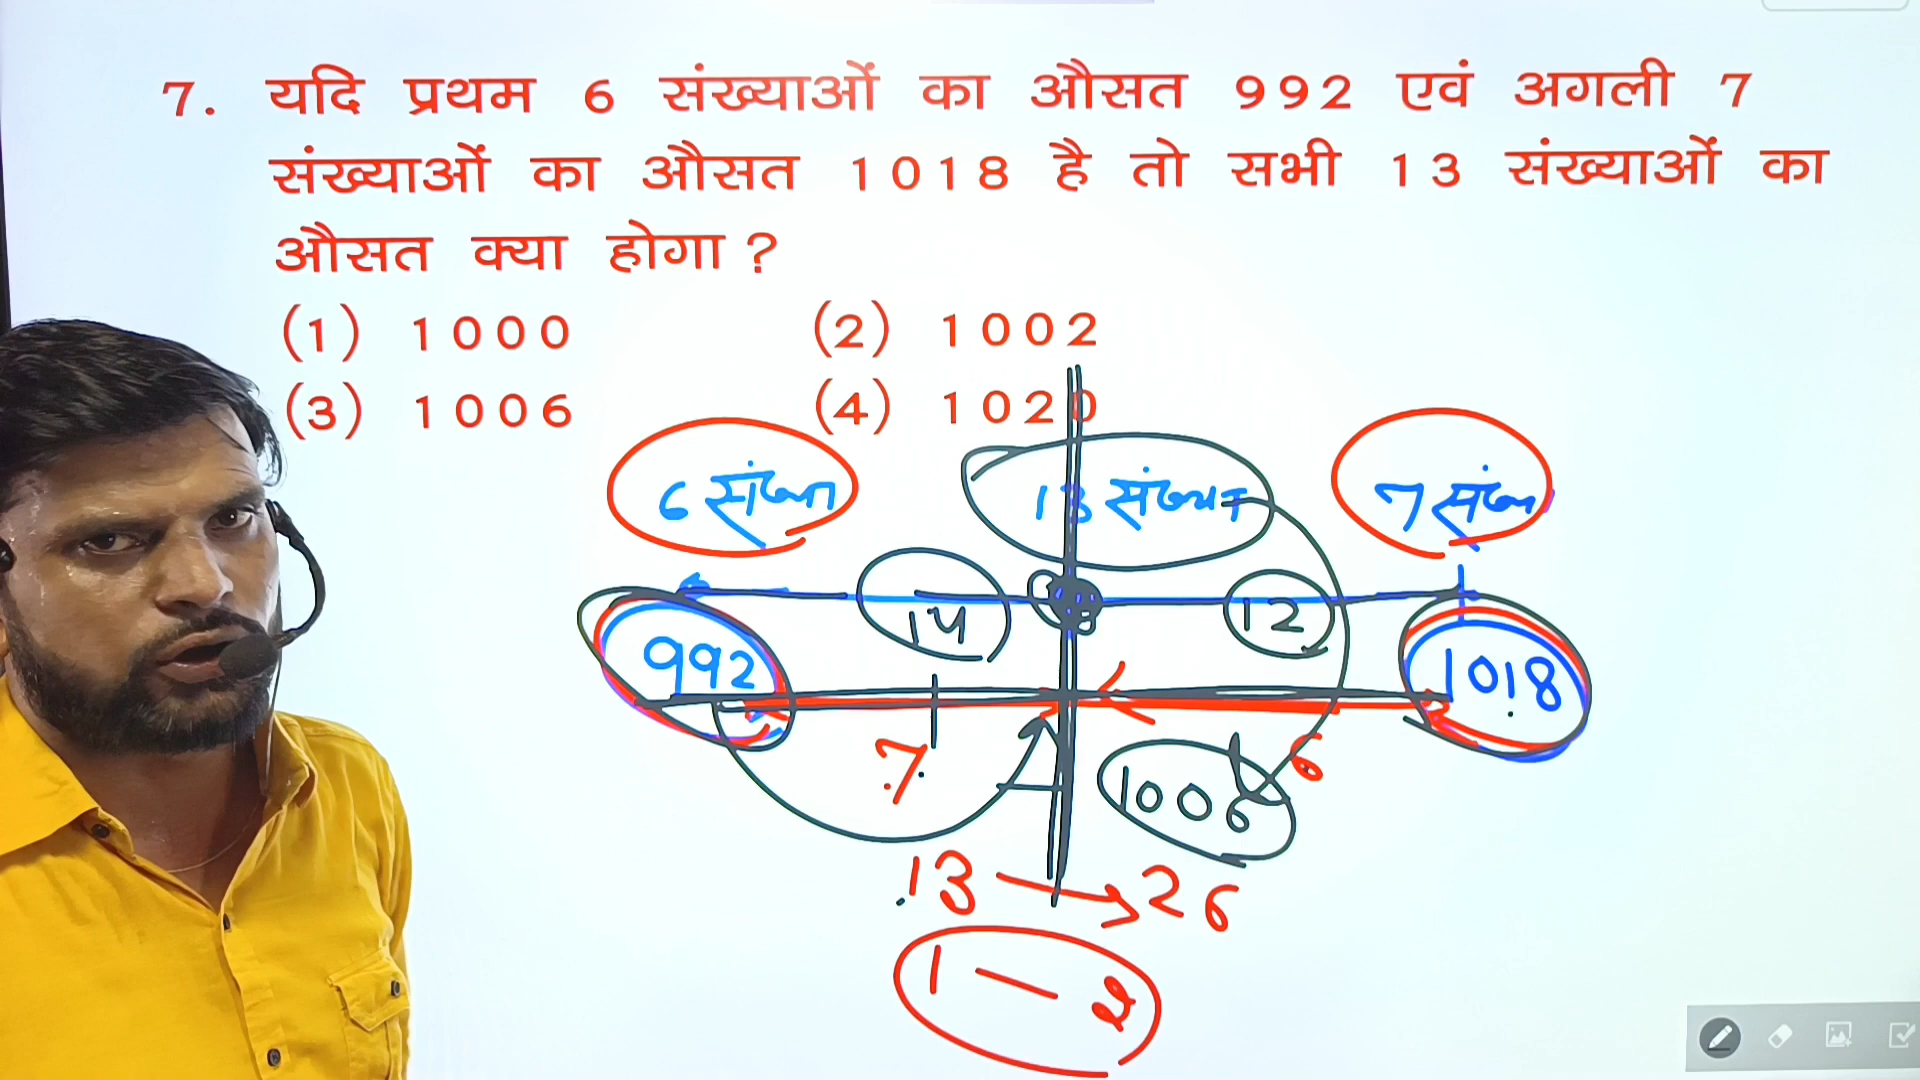 7. यदि प्रथम 6 संख्याओं का औसत 992 एवं अगली 7
संख्याओं का औसत 1018 है तो सभी 13 संख्याओं का
औसत क्या होगा ?
(1) 1000 (2) 1002
(3) 1006 (4) 1020
6 संख्या 13 संख्या 7 संख्या
14 12
992 1018
7 6
1006
13 → 26
1 — 2